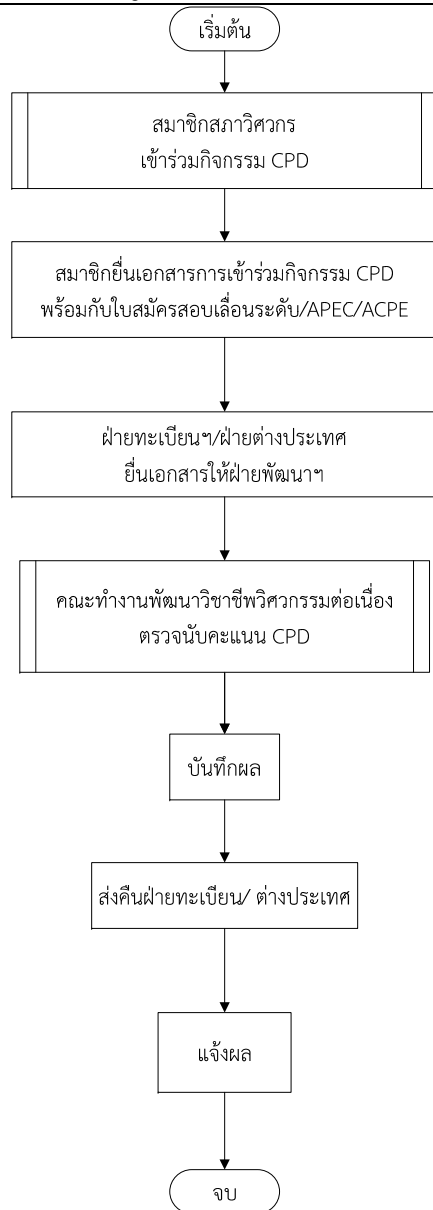 เริ่มต้น
สมาชิกสภาวิศวกร
เข้าร่วมกิจกรรม CPD
สมาชิกยื่นเอกสารการเข้าร่วมกิจกรรม CPD
พร้อมกับใบสมัครสอบเลื่อนระดับ/APEC/ACPE
ฝ่ายทะเบียนฯ/ฝ่ายต่างประเทศ
ยื่นเอกสารให้ฝ่ายพัฒนาฯ
คณะทำงานพัฒนาวิชาชีพวิศวกรรมต่อเนื่อง
ตรวจนับคะแนน CPD
บันทึกผล
ส่งคืนฝ่ายทะเบียน/ ต่างประเทศ
แจ้งผล
จบ